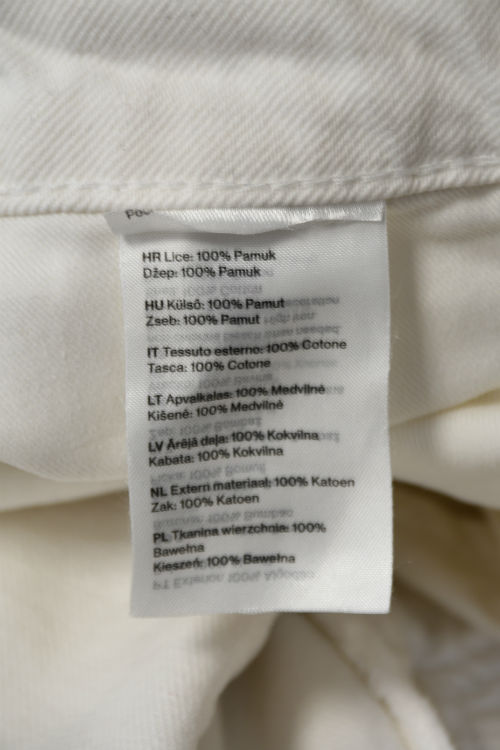 HR Lice: 100% Pamuk
Džep: 100% Pamuk
HU Külső: 100% Pamut
Zseb: 100% Pamut
IT Tessuto esterno: 100% Cotone
Tasca: 100% Cotone
LT Apvalkalas: 100% Medvilnė
Kišenė: 100% Medvilnė
LV Ārējā daļa: 100% Kokvilna
Kabata: 100% Kokvilna
NL Extern materiaal: 100% Katoen
Zak: 100% Katoen
PL Tkanina wierzchnia: 100%
Bawełna
Kieszeń: 100% Bawełna